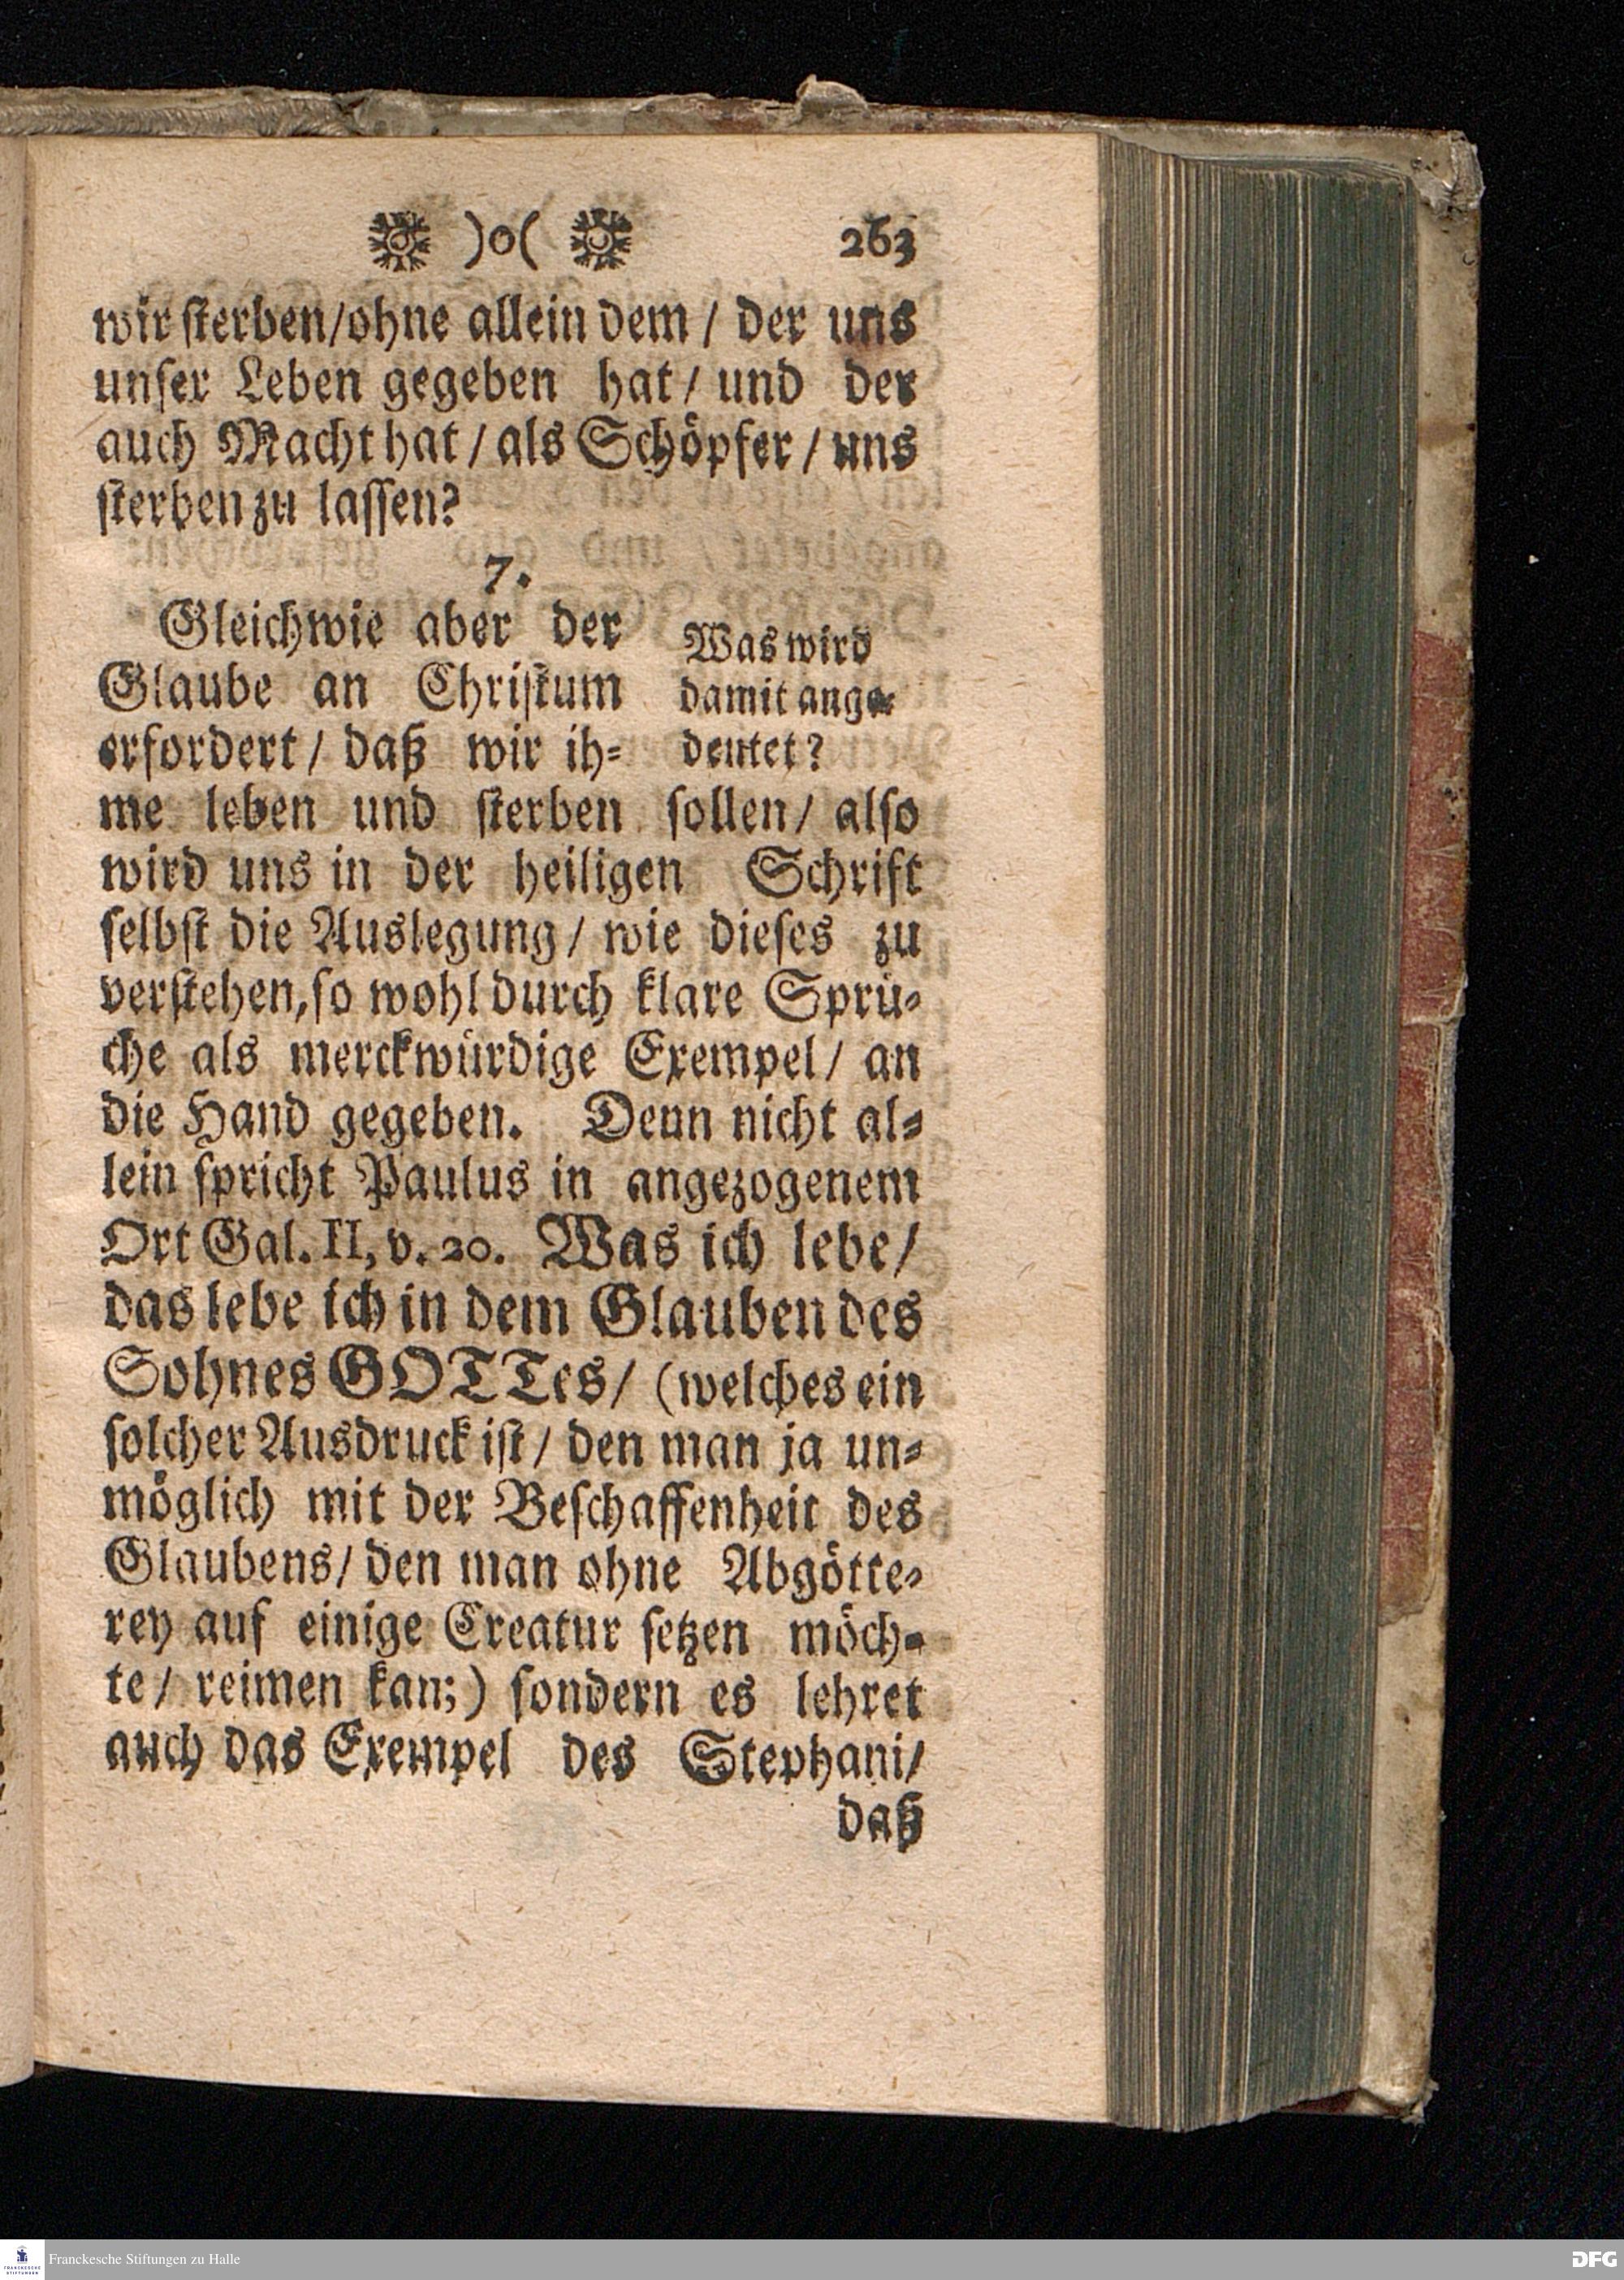 )o( 263
wir ſterben/ohne allein dem / der uns
unſer Leben gegeben hat / und der
auch Macht hat / als Schöpfer / uns
ſterben zu laſſen?
7.
Gleichwie aber der
Glaube an Chriſtum
erfordert / daß wir ih⸗
Was wird
damit ange⸗
deutet?
me leben und ſterben ſollen / alſo
wird uns in der heiligen Schrift
ſelbſt die Auslegung / wie dieſes zu
verſtehen, ſo wohl durch klare Sprü⸗
che als merckwürdige Exempel / an
die Hand gegeben. Denn nicht al⸗
lein ſpricht Paulus in angezogenem
Ort Gal. II, v. 20. Was ich lebe /
das lebe ich in dem Glauben des
Sohnes GOTTes / (welches ein
ſolcher Ausdruck iſt / den man ja un⸗
möglich mit der Beſchaffenheit des
Glaubens / den man ohne Abgötte⸗
rey auf einige Creatur ſetzen möch⸗
te / reimen kan;) ſondern es lehret
auch das Exempel des Stephani /
daß
Franckesche Stiftungen zu Halle
DFG